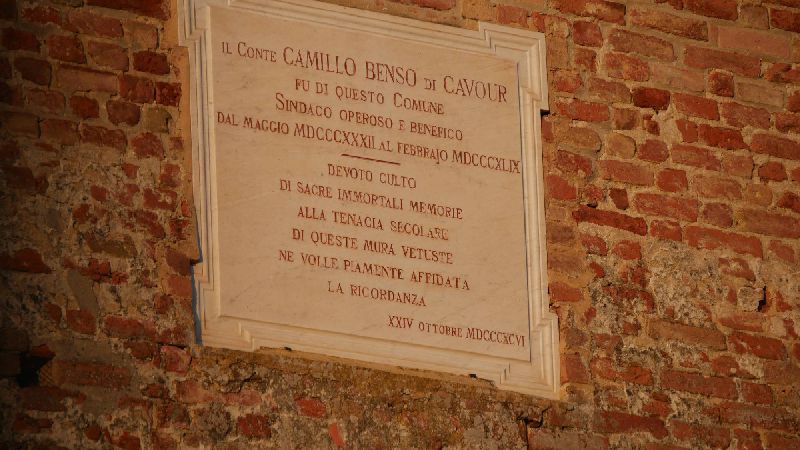 IL CONTE CAMILLO BENSO DI CAVOUR
FU DI QUESTO COMUNE
SINDACO OPEROSO E BENEFICO
DAL MAGGIO MDCCCXXXII AL FEBBRAJO MDCCCXLIX
DEVOTO CULTO
DI SACRE IMMORTALI MEMORIE
ALLA TENACIA SECOLARE
DI QUESTE MURA VETUSTE
NE VOLLE PIAMENTE AFFIDATA
LA RICORDANZA
XXIV OTTOBRE MDCCCXCVI